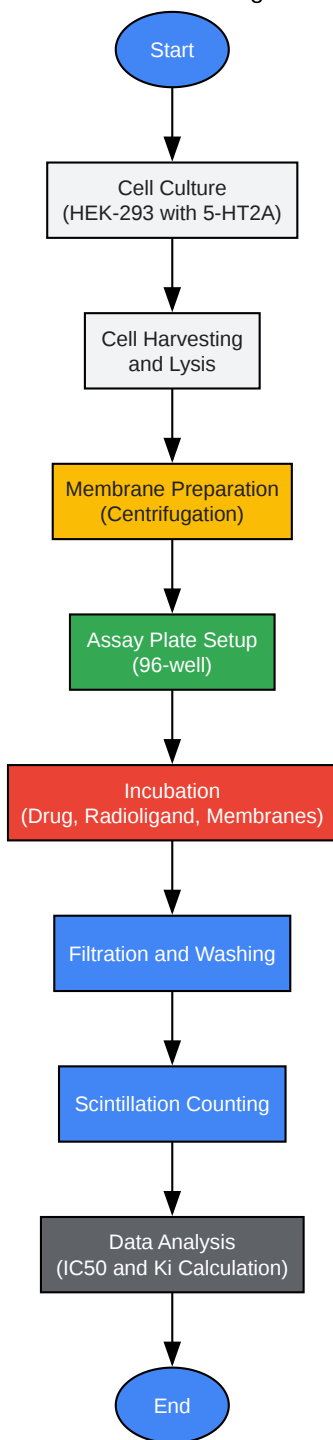 Start
Cell Culture
(HEK-293 with 5-HT2A)
Cell Harvesting
and Lysis
Membrane Preparation
(Centrifugation)
Assay Plate Setup
(96-well)
Incubation
(Drug, Radioligand, Membranes)
Filtration and Washing
Scintillation Counting
Data Analysis
(IC50 and Ki Calculation)
End